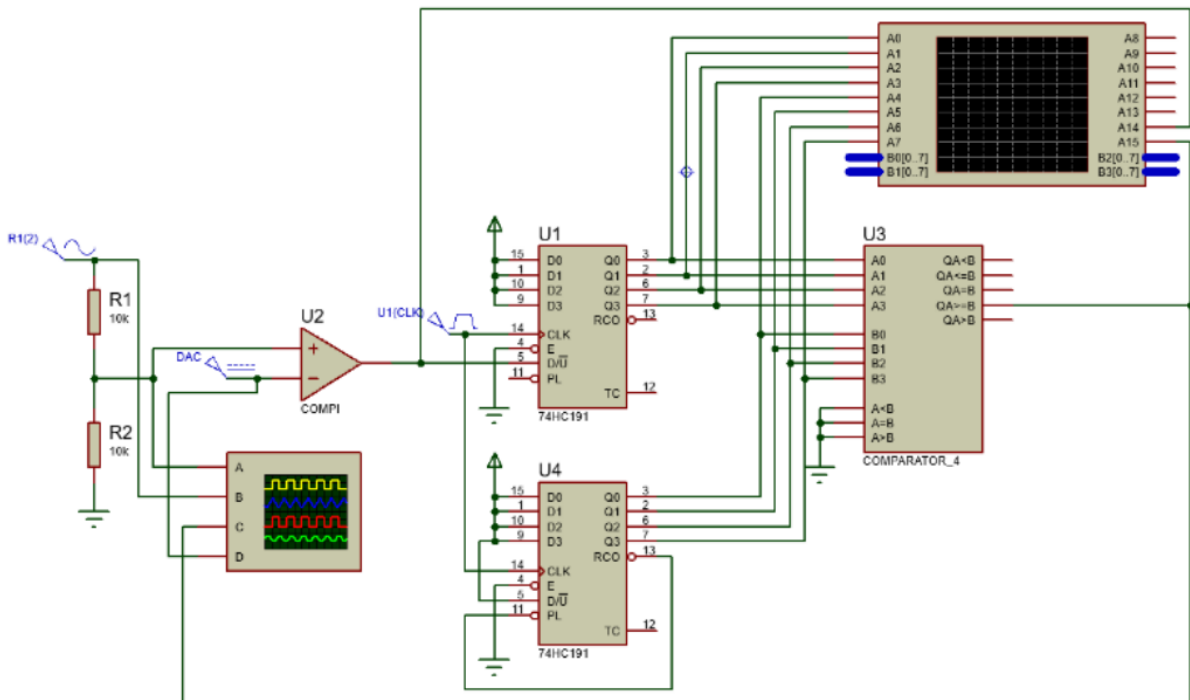 A0 A8
A1 A9
A2 A10
A3 A11
A4 A12
A5 A13
A6 A14
A7 A15
B0[0..7] B2[0..7]
B1[0..7] B3[0..7]
R1(2)
R1
10k
DAC
R2
10k
U2
+
−
COMPI
A
B
C
D
U1(CLK)
U1
15 D0 Q0 3
1 D1 Q1 2
10 D2 Q2 6
9 D3 Q3 7
RCO 13
14 CLK
4 E
5 D/U
11 PL
TC 12
74HC191
U4
15 D0 Q0 3
1 D1 Q1 2
10 D2 Q2 6
9 D3 Q3 7
RCO 13
14 CLK
4 E
5 D/U
11 PL
TC 12
74HC191
U3
A0 QA<B
A1 QA<=B
A2 QA=B
A3 QA>=B
QA>B
B0
B1
B2
B3
A<B
A=B
A>B
COMPARATOR_4